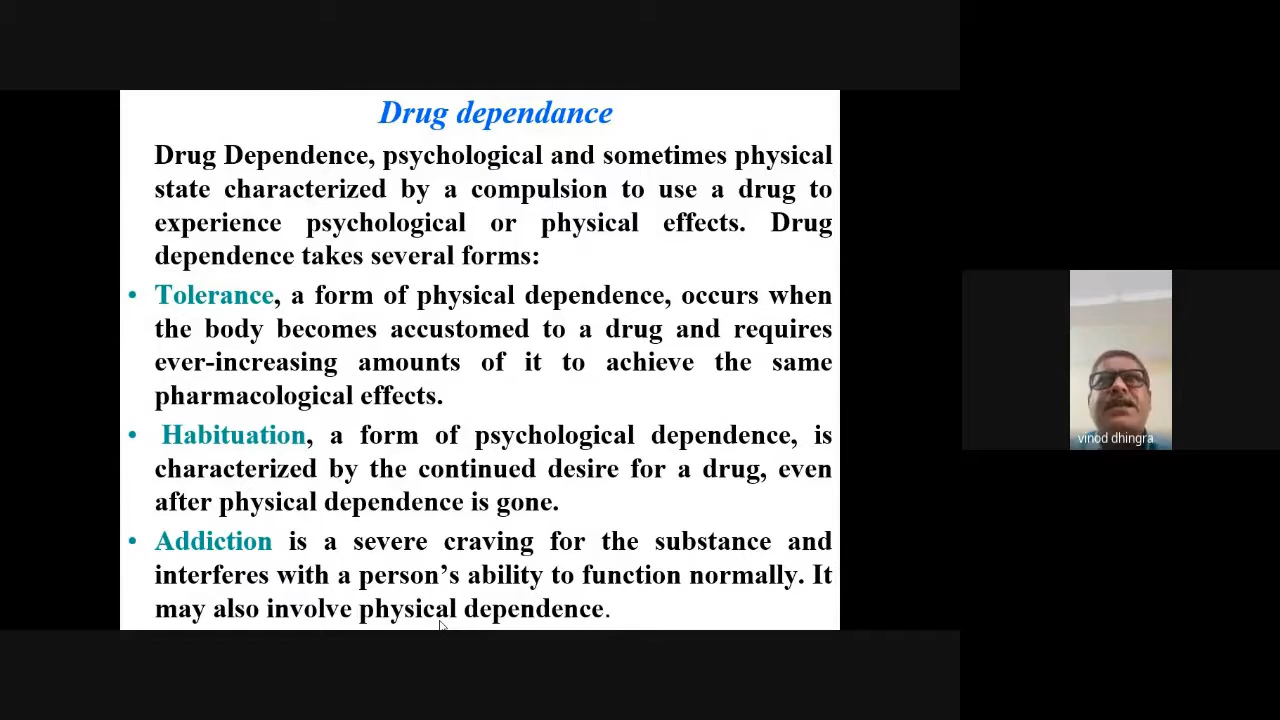 Drug dependance
Drug Dependence, psychological and sometimes physical
state characterized by a compulsion to use a drug to
experience psychological or physical effects. Drug
dependence takes several forms:
• Tolerance, a form of physical dependence, occurs when
the body becomes accustomed to a drug and requires
ever-increasing amounts of it to achieve the same
pharmacological effects.
• Habituation, a form of psychological dependence, is
characterized by the continued desire for a drug, even
after physical dependence is gone.
• Addiction is a severe craving for the substance and
interferes with a person’s ability to function normally. It
may also involve physical dependence.
vinod dhingra